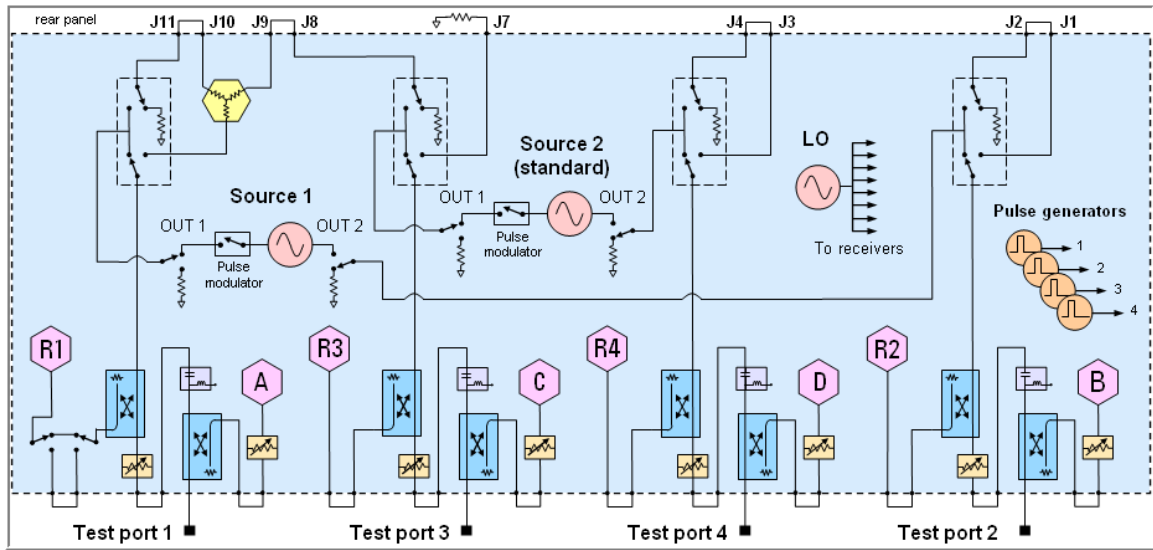 rear panel
J11 J10 J9 J8 J7 J4 J3 J2 J1
Source 1
OUT 1
OUT 2
Pulse
modulator
Source 2
(standard)
OUT 1
OUT 2
Pulse
modulator
LO
To receivers
Pulse generators
1
2
3
4
R1 A R3 C R4 D R2 B
Test port 1 Test port 3 Test port 4 Test port 2